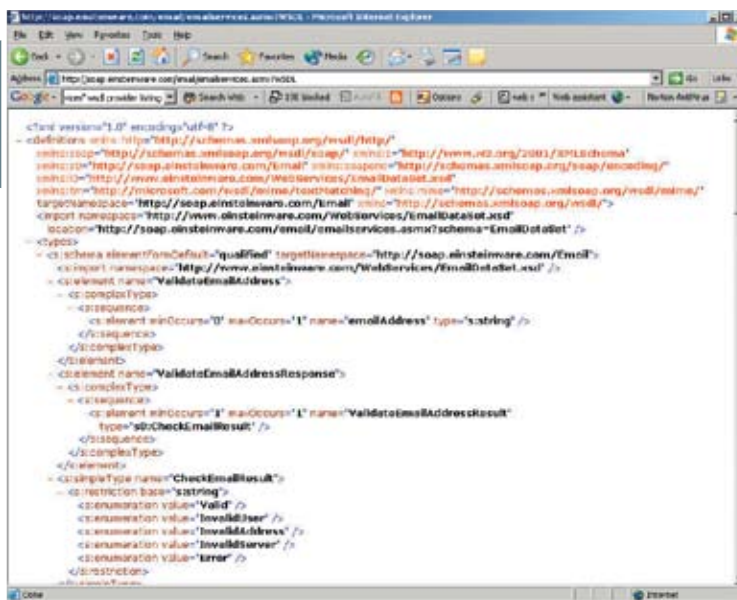 http://soap.einsteinware.com/email/emailservices.asmx?WSDL - Microsoft Internet Explorer
File Edit View Favorites Tools Help
Back Search Favorites Media
Address http://soap.einsteinware.com/email/emailservices.asmx?WSDL Go Links
Google Search Web blocked Options Web assistant Norton AntiVirus
<?xml version="1.0" encoding="utf-8" ?>
- <definitions xmlns:http="http://schemas.xmlsoap.org/wsdl/http/"
xmlns:soap="http://schemas.xmlsoap.org/wsdl/soap/" xmlns:s="http://www.w3.org/2001/XMLSchema"
xmlns:s0="http://soap.einsteinware.com/Email" xmlns:soapenc="http://schemas.xmlsoap.org/soap/encoding/"
xmlns:s1="http://www.einsteinware.com/WebServices/EmailDataSet.xsd"
xmlns:tm="http://microsoft.com/wsdl/mime/textMatching/" xmlns:mime="http://schemas.xmlsoap.org/wsdl/mime/"
targetNamespace="http://soap.einsteinware.com/Email" xmlns="http://schemas.xmlsoap.org/wsdl/">
<import namespace="http://www.einsteinware.com/WebServices/EmailDataSet.xsd"
location="http://soap.einsteinware.com/email/emailservices.asmx?schema=EmailDataSet" />
- <types>
- <s:schema elementFormDefault="qualified" targetNamespace="http://soap.einsteinware.com/Email">
<s:import namespace="http://www.einsteinware.com/WebServices/EmailDataSet.xsd" />
- <s:element name="ValidateEmailAddress">
- <s:complexType>
- <s:sequence>
<s:element minOccurs="0" maxOccurs="1" name="emailAddress" type="s:string" />
</s:sequence>
</s:complexType>
</s:element>
- <s:element name="ValidateEmailAddressResponse">
- <s:complexType>
- <s:sequence>
<s:element minOccurs="1" maxOccurs="1" name="ValidateEmailAddressResult"
type="s0:CheckEmailResult" />
</s:sequence>
</s:complexType>
</s:element>
- <s:simpleType name="CheckEmailResult">
- <s:restriction base="s:string">
<s:enumeration value="Valid" />
<s:enumeration value="InvalidUser" />
<s:enumeration value="InvalidAddress" />
<s:enumeration value="InvalidServer" />
<s:enumeration value="Error" />
</s:restriction>
</s:simpleType>
Done Internet